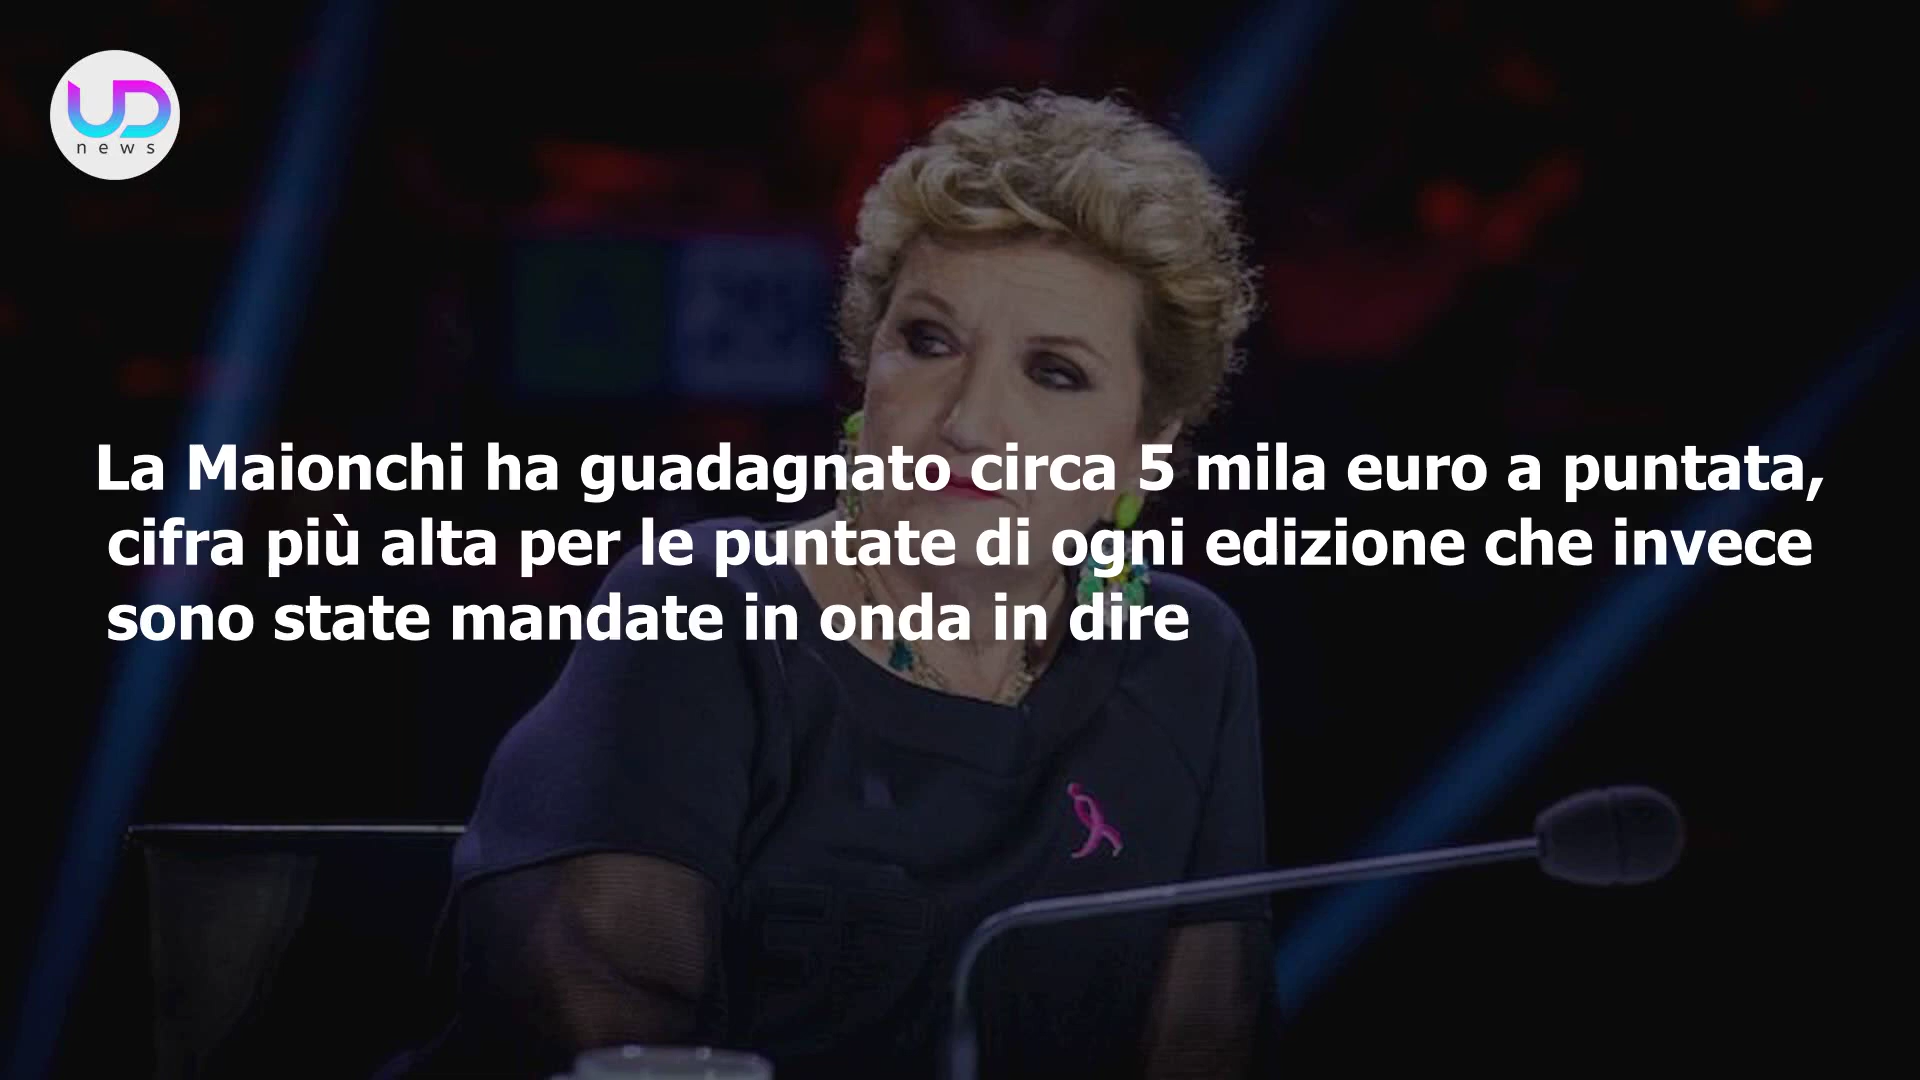 UD
news
La Maionchi ha guadagnato circa 5 mila euro a puntata,
cifra più alta per le puntate di ogni edizione che invece
sono state mandate in onda in dire